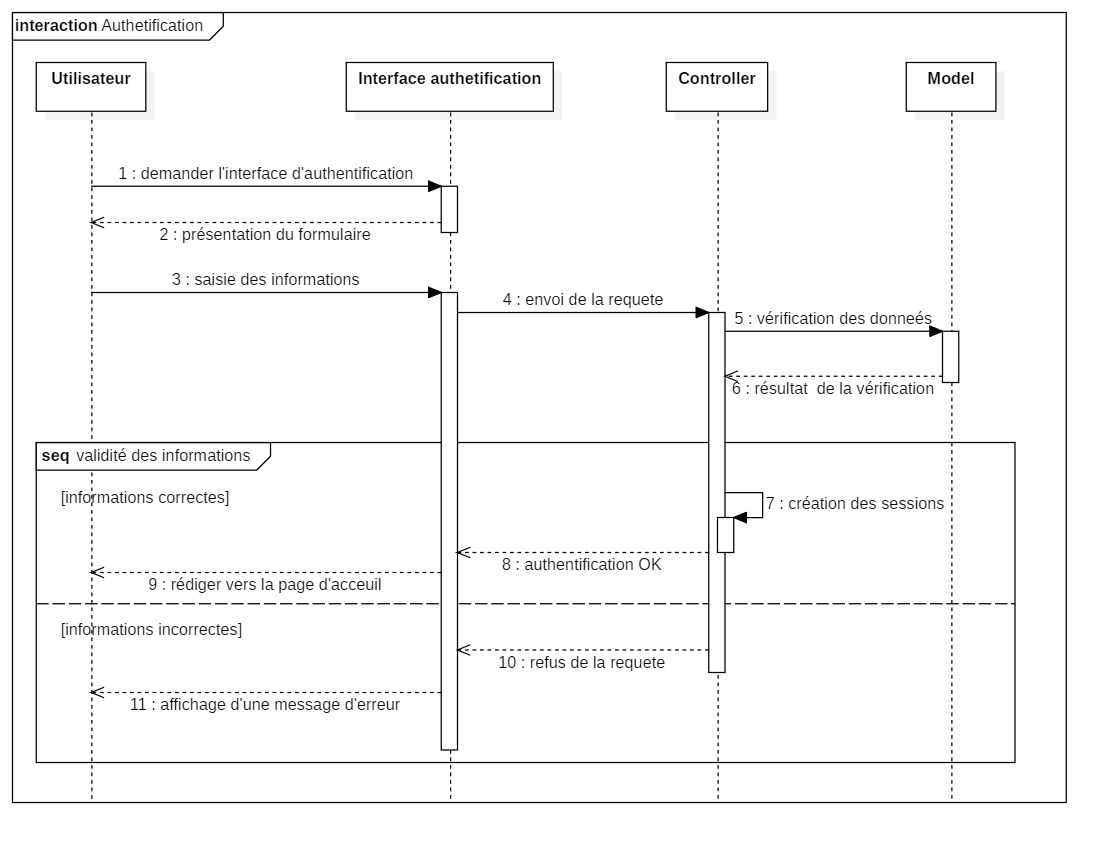 interaction Authetification
Utilisateur
Interface authetification
Controller
Model
1 : demander l'interface d'authentification
2 : présentation du formulaire
3 : saisie des informations
4 : envoi de la requete
5 : vérification des donneés
6 : résultat  de la vérification
seq validité des informations
[informations correctes]
7 : création des sessions
8 : authentification OK
9 : rédiger vers la page d'acceuil
[informations incorrectes]
10 : refus de la requete
11 : affichage d'une message d'erreur